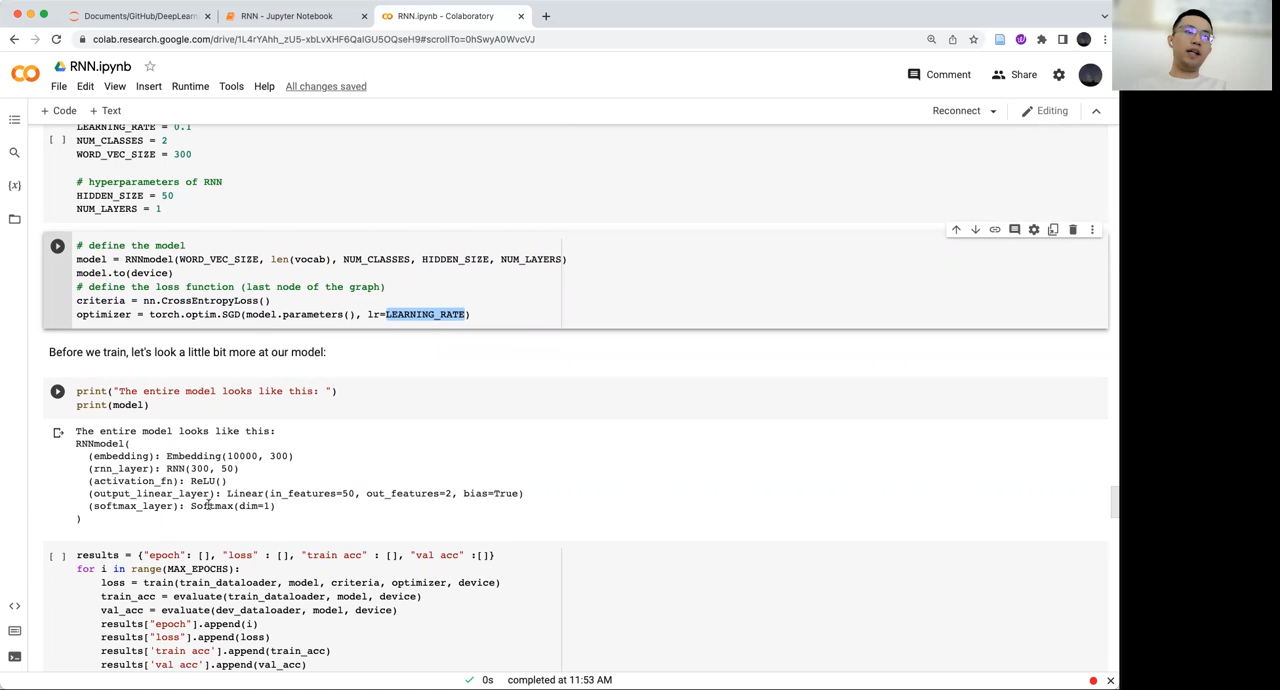 Documents/GitHub/DeepLearn
RNN - Jupyter Notebook
RNN.ipynb - Colaboratory
colab.research.google.com/drive/1L4rYAhh_zU5-xbLvXHF6QaIGU5OQseH9#scrollTo=0hSwyA0WvcVJ
RNN.ipynb
File Edit View Insert Runtime Tools Help All changes saved
Comment Share
+ Code + Text
Reconnect Editing
LEARNING_RATE = 0.1
[ ] NUM_CLASSES = 2
WORD_VEC_SIZE = 300
# hyperparameters of RNN
HIDDEN_SIZE = 50
NUM_LAYERS = 1
# define the model
model = RNNmodel(WORD_VEC_SIZE, len(vocab), NUM_CLASSES, HIDDEN_SIZE, NUM_LAYERS)
model.to(device)
# define the loss function (last node of the graph)
criteria = nn.CrossEntropyLoss()
optimizer = torch.optim.SGD(model.parameters(), lr=LEARNING_RATE)
Before we train, let's look a little bit more at our model:
print("The entire model looks like this: ")
print(model)
The entire model looks like this:
RNNmodel(
(embedding): Embedding(10000, 300)
(rnn_layer): RNN(300, 50)
(activation_fn): ReLU()
(output_linear_layer): Linear(in_features=50, out_features=2, bias=True)
(softmax_layer): Softmax(dim=1)
)
[ ] results = {"epoch": [], "loss" : [], "train acc" : [], "val acc" :[]}
for i in range(MAX_EPOCHS):
loss = train(train_dataloader, model, criteria, optimizer, device)
train_acc = evaluate(train_dataloader, model, device)
val_acc = evaluate(dev_dataloader, model, device)
results["epoch"].append(i)
results["loss"].append(loss)
results['train acc'].append(train_acc)
results['val acc'].append(val_acc)
0s completed at 11:53 AM